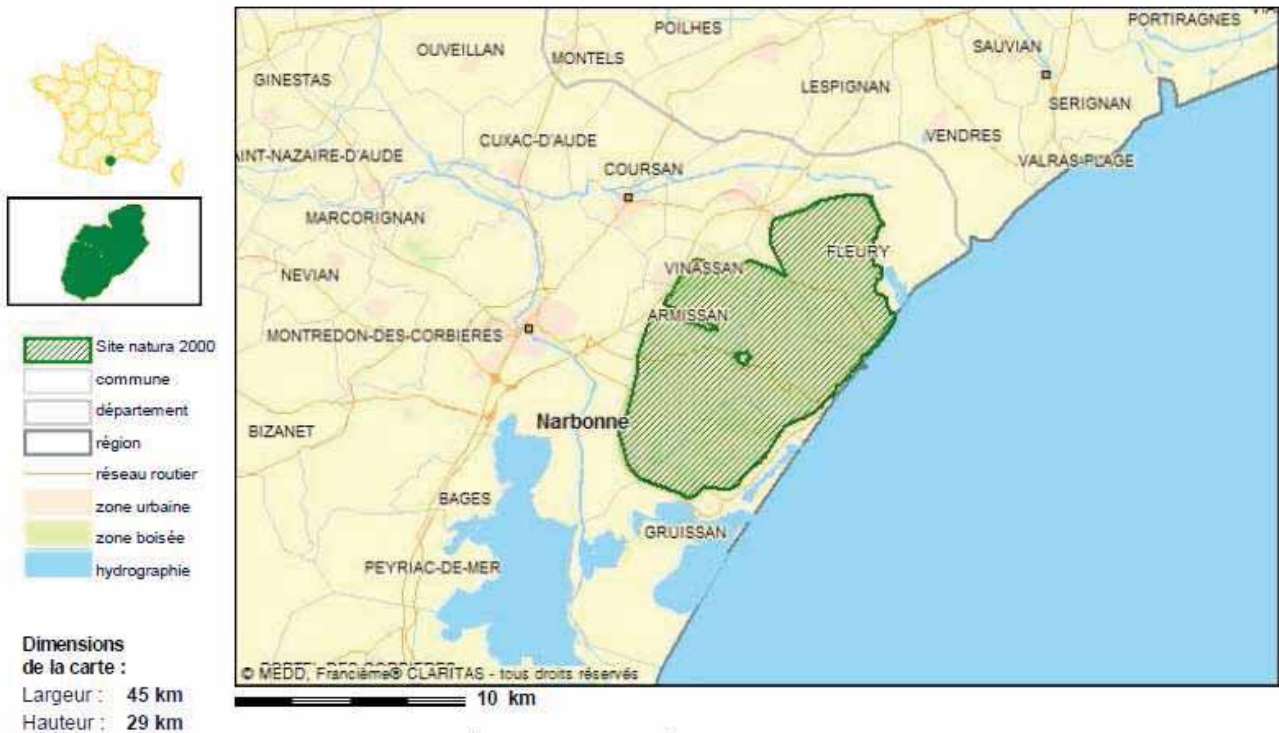 Site natura 2000
commune
département
région
réseau routier
zone urbaine
zone boisée
hydrographie
Dimensions
de la carte :
Largeur : 45 km
Hauteur : 29 km
POILHES
PORTIRAGNES
OUVEILLAN
MONTELS
SAUVIAN
GINESTAS
LESPIGNAN
SERIGNAN
CUXAC-D'AUDE
VENDRES
AINT-NAZAIRE-D'AUDE
COURSAN
VALRAS-PLAGE
MARCORIGNAN
FLEURY
NEVIAN
VINASSAN
ARMISSAN
MONTREDON-DES-CORBIERES
Narbonne
BIZANET
BAGES
GRUISSAN
PEYRIAC-DE-MER
© MEDD, Francième® CLARITAS - tous droits réservés
10 km